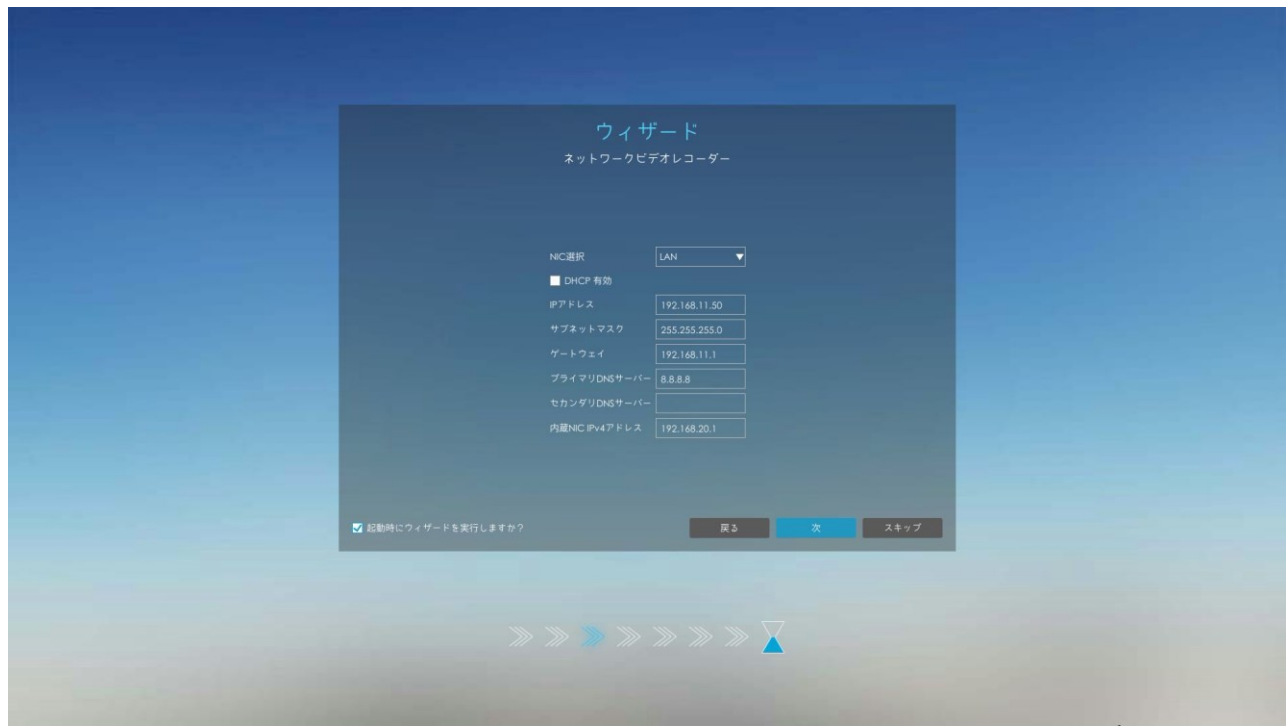 ウィザード
ネットワークビデオレコーダー
NIC選択 LAN
DHCP 有効
IPアドレス 192.168.11.50
サブネットマスク 255.255.255.0
ゲートウェイ 192.168.11.1
プライマリDNSサーバー 8.8.8.8
セカンダリDNSサーバー
内蔵NIC IPv4アドレス 192.168.20.1
起動時にウィザードを実行しますか？ 戻る 次 スキップ